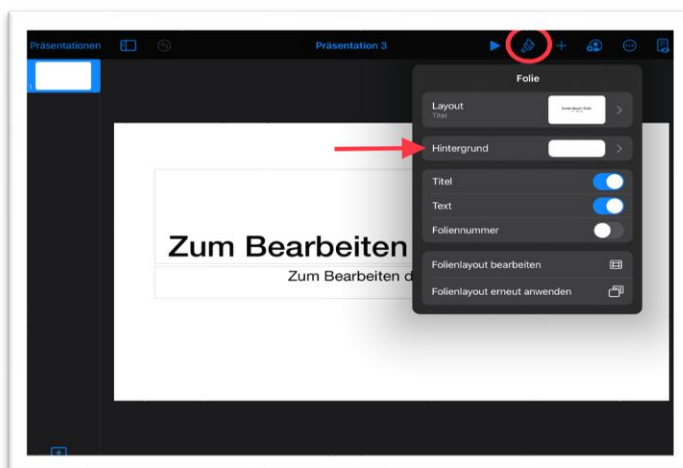 Präsentationen
Präsentation 3
1
Folie
Layout
Titel
Hintergrund
Titel
Text
Foliennummer
Folienlayout bearbeiten
Folienlayout erneut anwenden
Zum Bearbeiten
Zum Bearbeiten d